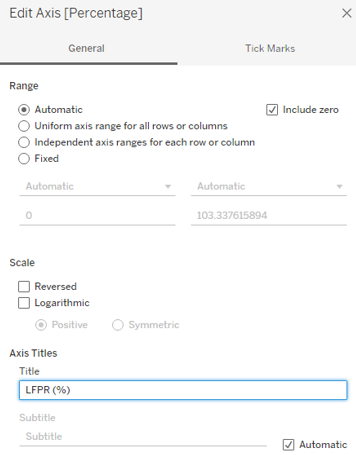 Edit Axis [Percentage]
General Tick Marks
Range
Automatic Include zero
Uniform axis range for all rows or columns
Independent axis ranges for each row or column
Fixed
Automatic Automatic
0 103.337615894
Scale
Reversed
Logarithmic
Positive Symmetric
Axis Titles
Title
LFPR (%)
Subtitle
Subtitle
Automatic